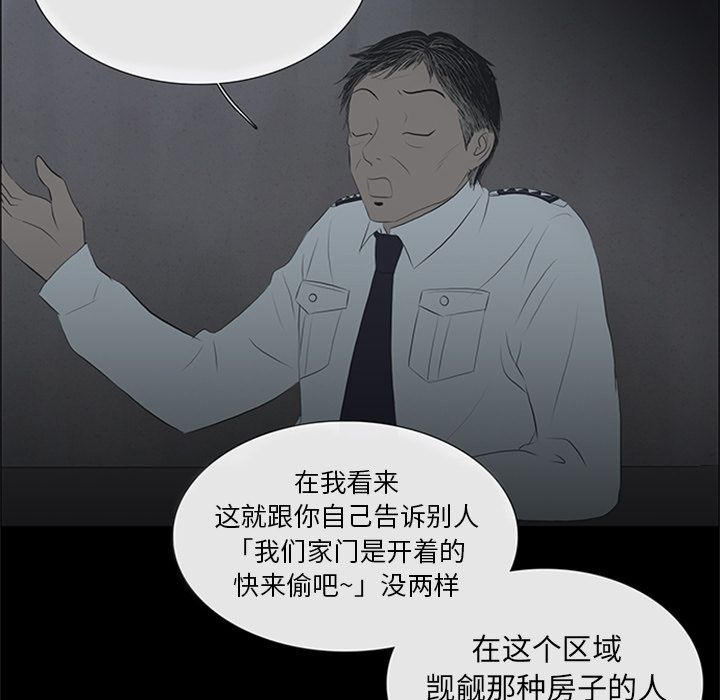 在我看来
这就跟你自己告诉别人
「我们家门是开着的
快来偷吧~」没两样
在这个区域
觊觎那种房子的人